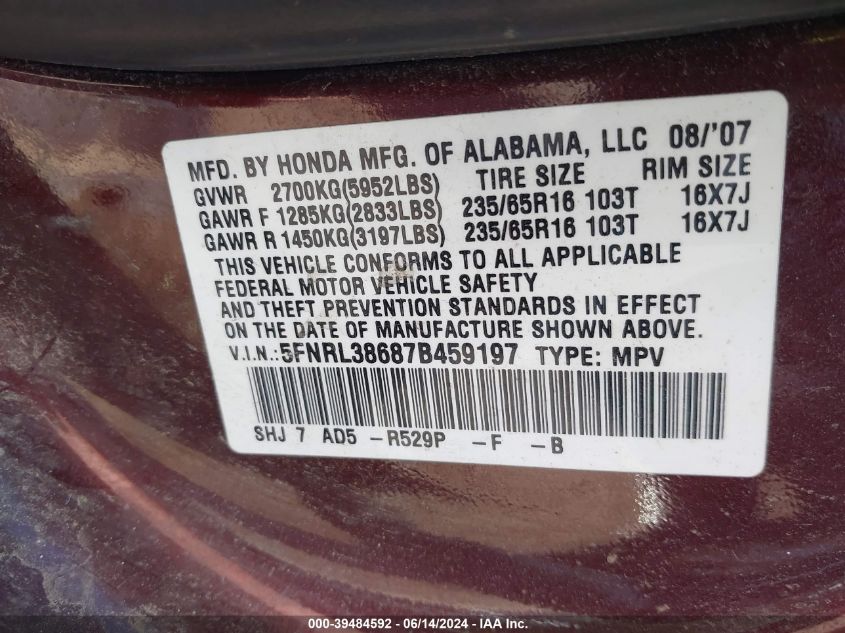 MFD. BY HONDA MFG. OF ALABAMA, LLC 08/'07
GVWR 2700KG(5952LBS) TIRE SIZE RIM SIZE
GAWR F 1285KG(2833LBS) 235/65R16 103T 16X7J
GAWR R 1450KG(3197LBS) 235/65R16 103T 16X7J
THIS VEHICLE CONFORMS TO ALL APPLICABLE
FEDERAL MOTOR VEHICLE SAFETY
AND THEFT PREVENTION STANDARDS IN EFFECT
ON THE DATE OF MANUFACTURE SHOWN ABOVE.
V.I.N.:5FNRL38687B459197 TYPE: MPV
SHJ 7 AD5 -R529P -F -B
000-39484592 - 06/14/2024 - IAA Inc.